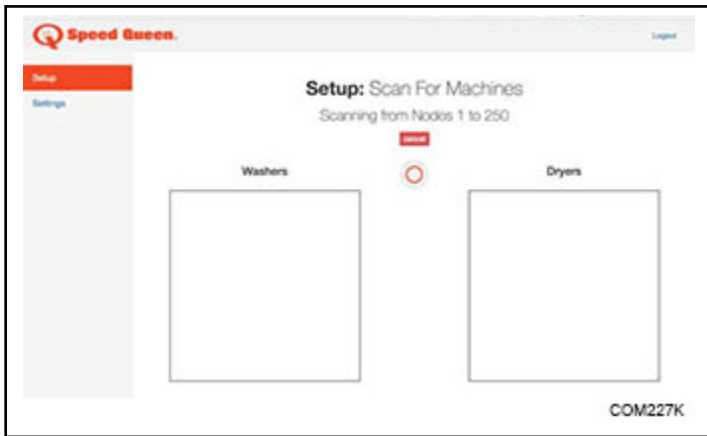 Speed Queen.
Logout
Setup
Settings
Setup: Scan For Machines
Scanning from Nodes 1 to 250
cancel
Washers
Dryers
COM227K